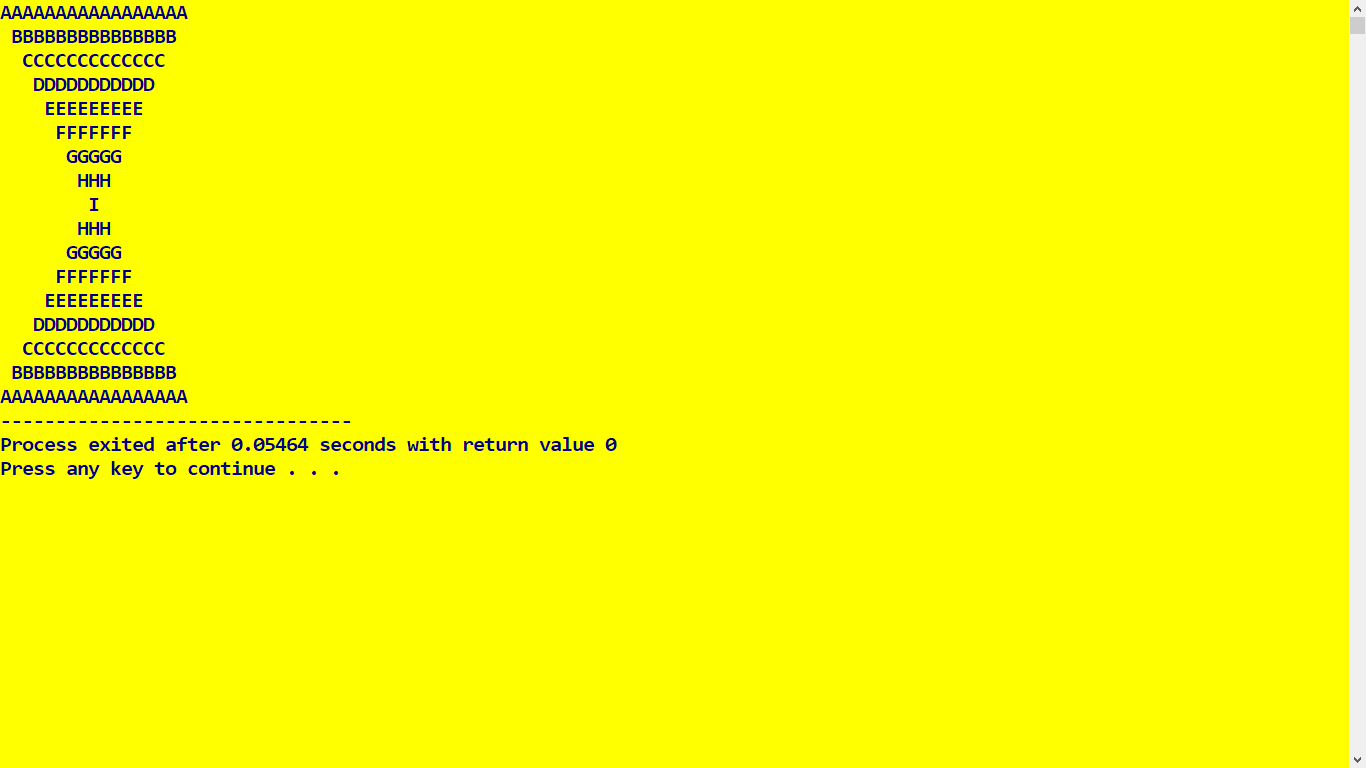 AAAAAAAAAAAAAAAAA
 BBBBBBBBBBBBBBB
  CCCCCCCCCCCCC
   DDDDDDDDDDD
    EEEEEEEEE
     FFFFFFF
      GGGGG
       HHH
        I
       HHH
      GGGGG
     FFFFFFF
    EEEEEEEEE
   DDDDDDDDDDD
  CCCCCCCCCCCCC
 BBBBBBBBBBBBBBB
AAAAAAAAAAAAAAAAA
--------------------------------
Process exited after 0.05464 seconds with return value 0
Press any key to continue . . .